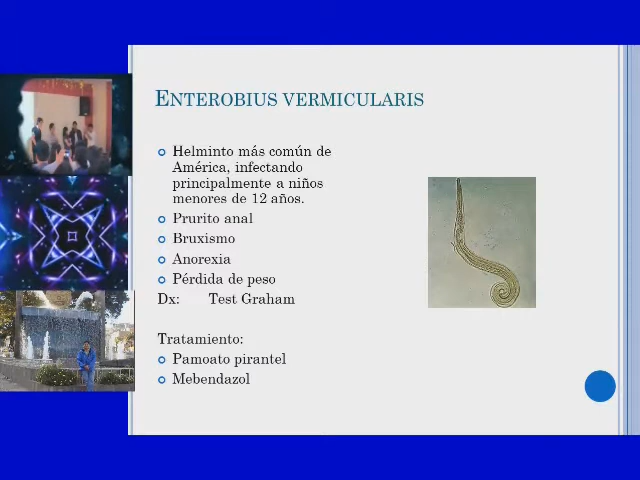 ENTEROBIUS VERMICULARIS
Helminto más común de
América, infectando
principalmente a niños
menores de 12 años.
Prurito anal
Bruxismo
Anorexia
Pérdida de peso
Dx: Test Graham
Tratamiento:
Pamoato pirantel
Mebendazol